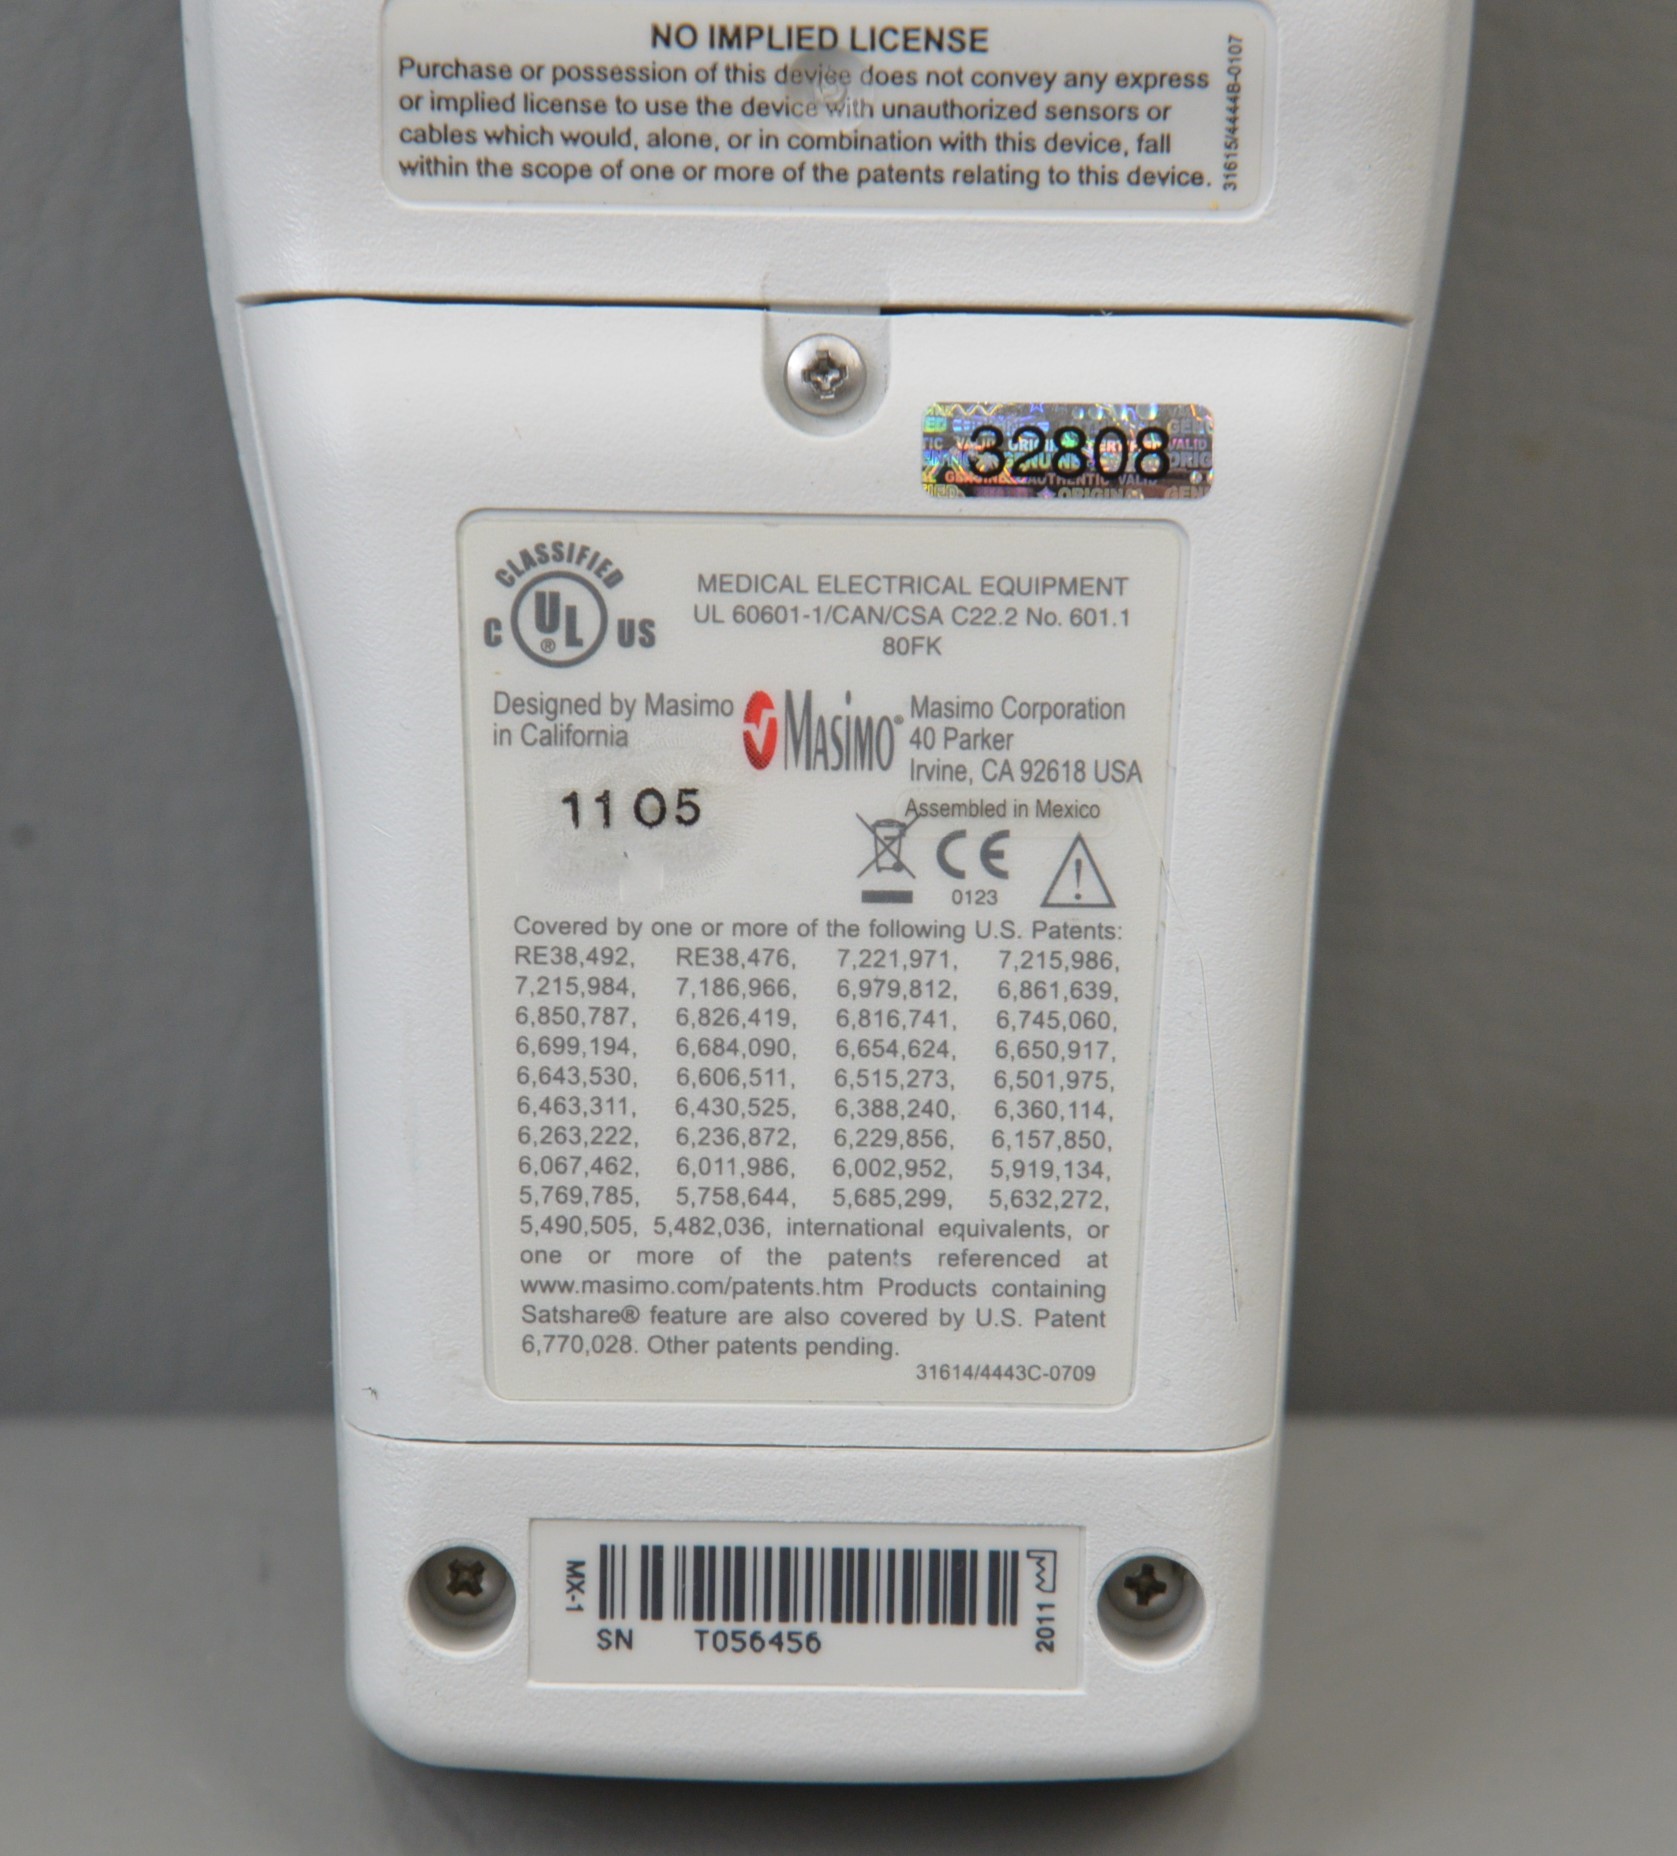 NO IMPLIED LICENSE
Purchase or possession of this device does not convey any express
or implied license to use the device with unauthorized sensors or
cables which would, alone, or in combination with this device, fall
within the scope of one or more of the patents relating to this device.
31615/4444B-0107
32808
CLASSIFIED
C UL® US
MEDICAL ELECTRICAL EQUIPMENT
UL 60601-1/CAN/CSA C22.2 No. 601.1
80FK
Designed by Masimo
in California
MASIMO®
Masimo Corporation
40 Parker
Irvine, CA 92618 USA
Assembled in Mexico
1105
CE
0123
Covered by one or more of the following U.S. Patents:
RE38,492, RE38,476, 7,221,971, 7,215,986,
7,215,984, 7,186,966, 6,979,812, 6,861,639,
6,850,787, 6,826,419, 6,816,741, 6,745,060,
6,699,194, 6,684,090, 6,654,624, 6,650,917,
6,643,530, 6,606,511, 6,515,273, 6,501,975,
6,463,311, 6,430,525, 6,388,240, 6,360,114,
6,263,222, 6,236,872, 6,229,856, 6,157,850,
6,067,462, 6,011,986, 6,002,952, 5,919,134,
5,769,785, 5,758,644, 5,685,299, 5,632,272,
5,490,505, 5,482,036, international equivalents, or
one or more of the patents referenced at
www.masimo.com/patents.htm Products containing
Satshare® feature are also covered by U.S. Patent
6,770,028. Other patents pending.
31614/4443C-0709
MX-1
SN T056456
2011